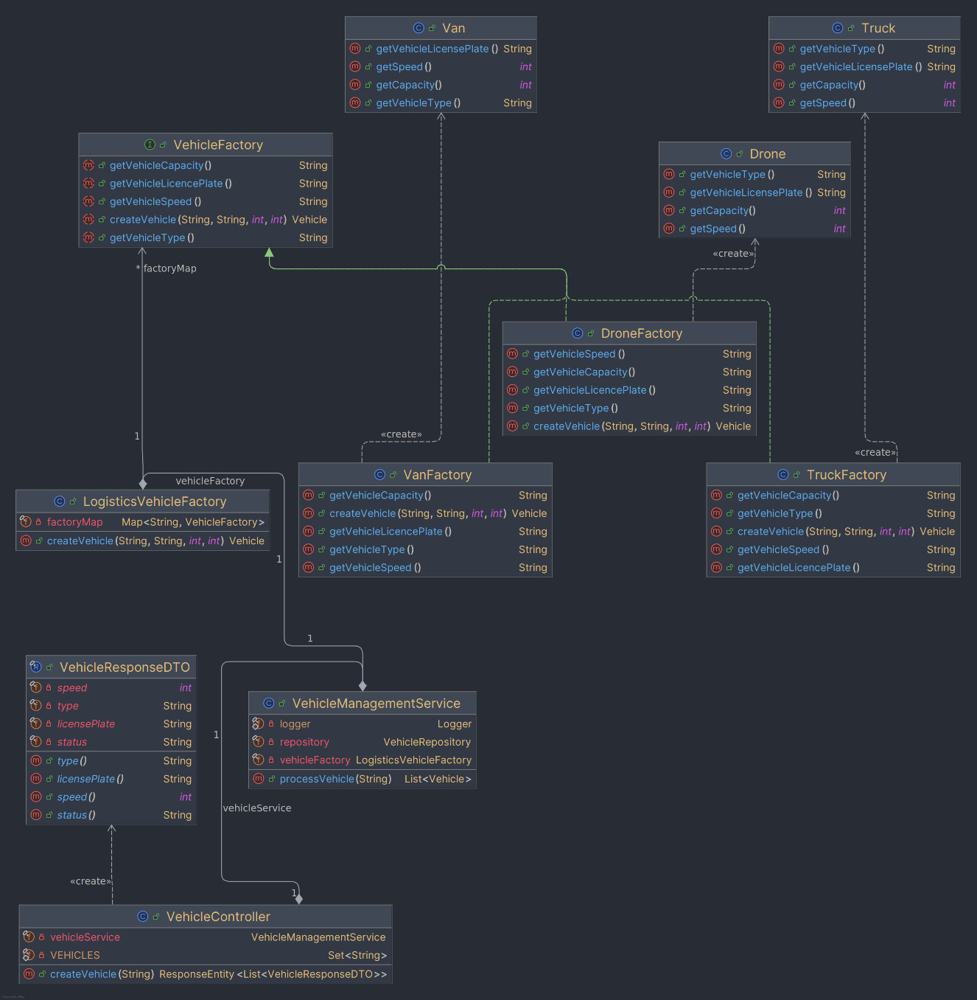 Van
getVehicleLicensePlate() String
getSpeed() int
getCapacity() int
getVehicleType() String
Truck
getVehicleType() String
getVehicleLicensePlate() String
getCapacity() int
getSpeed() int
VehicleFactory
getVehicleCapacity() String
getVehicleLicencePlate() String
getVehicleSpeed() String
createVehicle(String, String, int, int) Vehicle
getVehicleType() String
Drone
getVehicleType() String
getVehicleLicensePlate() String
getCapacity() int
getSpeed() int
«create»
* factoryMap
DroneFactory
getVehicleSpeed() String
getVehicleCapacity() String
getVehicleLicencePlate() String
getVehicleType() String
createVehicle(String, String, int, int) Vehicle
1
«create»
«create»
vehicleFactory
VanFactory
getVehicleCapacity() String
createVehicle(String, String, int, int) Vehicle
getVehicleLicencePlate() String
getVehicleType() String
getVehicleSpeed() String
TruckFactory
getVehicleCapacity() String
getVehicleType() String
createVehicle(String, String, int, int) Vehicle
getVehicleSpeed() String
getVehicleLicencePlate() String
LogisticsVehicleFactory
factoryMap Map<String, VehicleFactory>
createVehicle(String, String, int, int) Vehicle
1
1
VehicleResponseDTO
speed int
type String
licensePlate String
status String
type() String
licensePlate() String
speed() int
status() String
VehicleManagementService
logger Logger
repository VehicleRepository
vehicleFactory LogisticsVehicleFactory
processVehicle(String) List<Vehicle>
1
vehicleService
«create»
1
VehicleController
vehicleService VehicleManagementService
VEHICLES Set<String>
createVehicle(String) ResponseEntity<List<VehicleResponseDTO>>